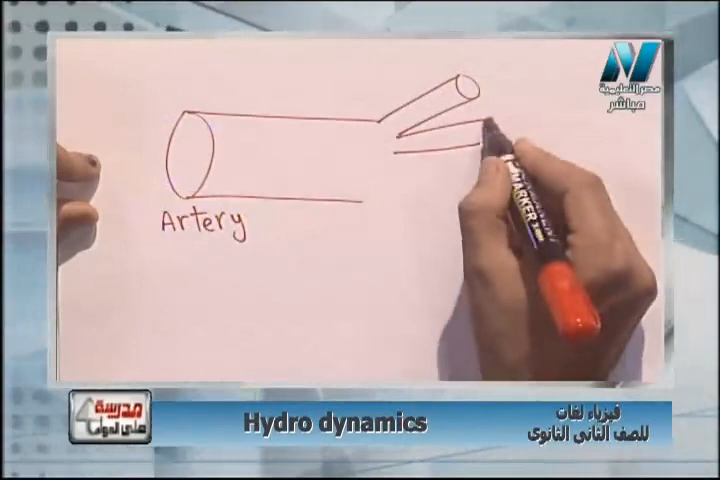 مصر التعليمية
مباشر
Artery
MARKER
مدرسة
على الهواء
Hydro dynamics
فيزياء لغات
للصف الثانى الثانوى